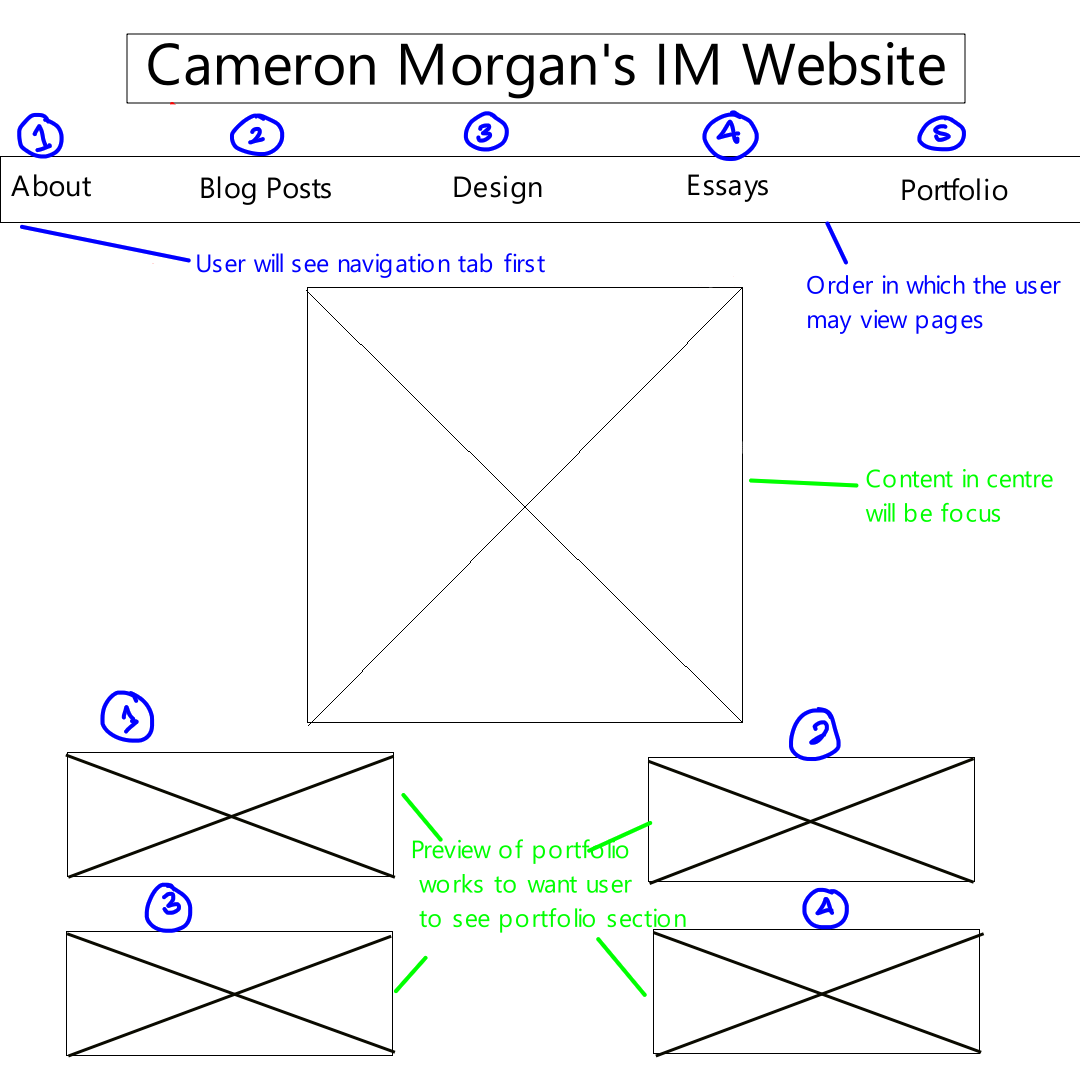 Cameron Morgan's IM Website
1 2 3 4 5
About Blog Posts Design Essays Portfolio
User will see navigation tab first
Order in which the user
may view pages
Content in centre
will be focus
1 2
Preview of portfolio
works to want user
to see portfolio section
3 4